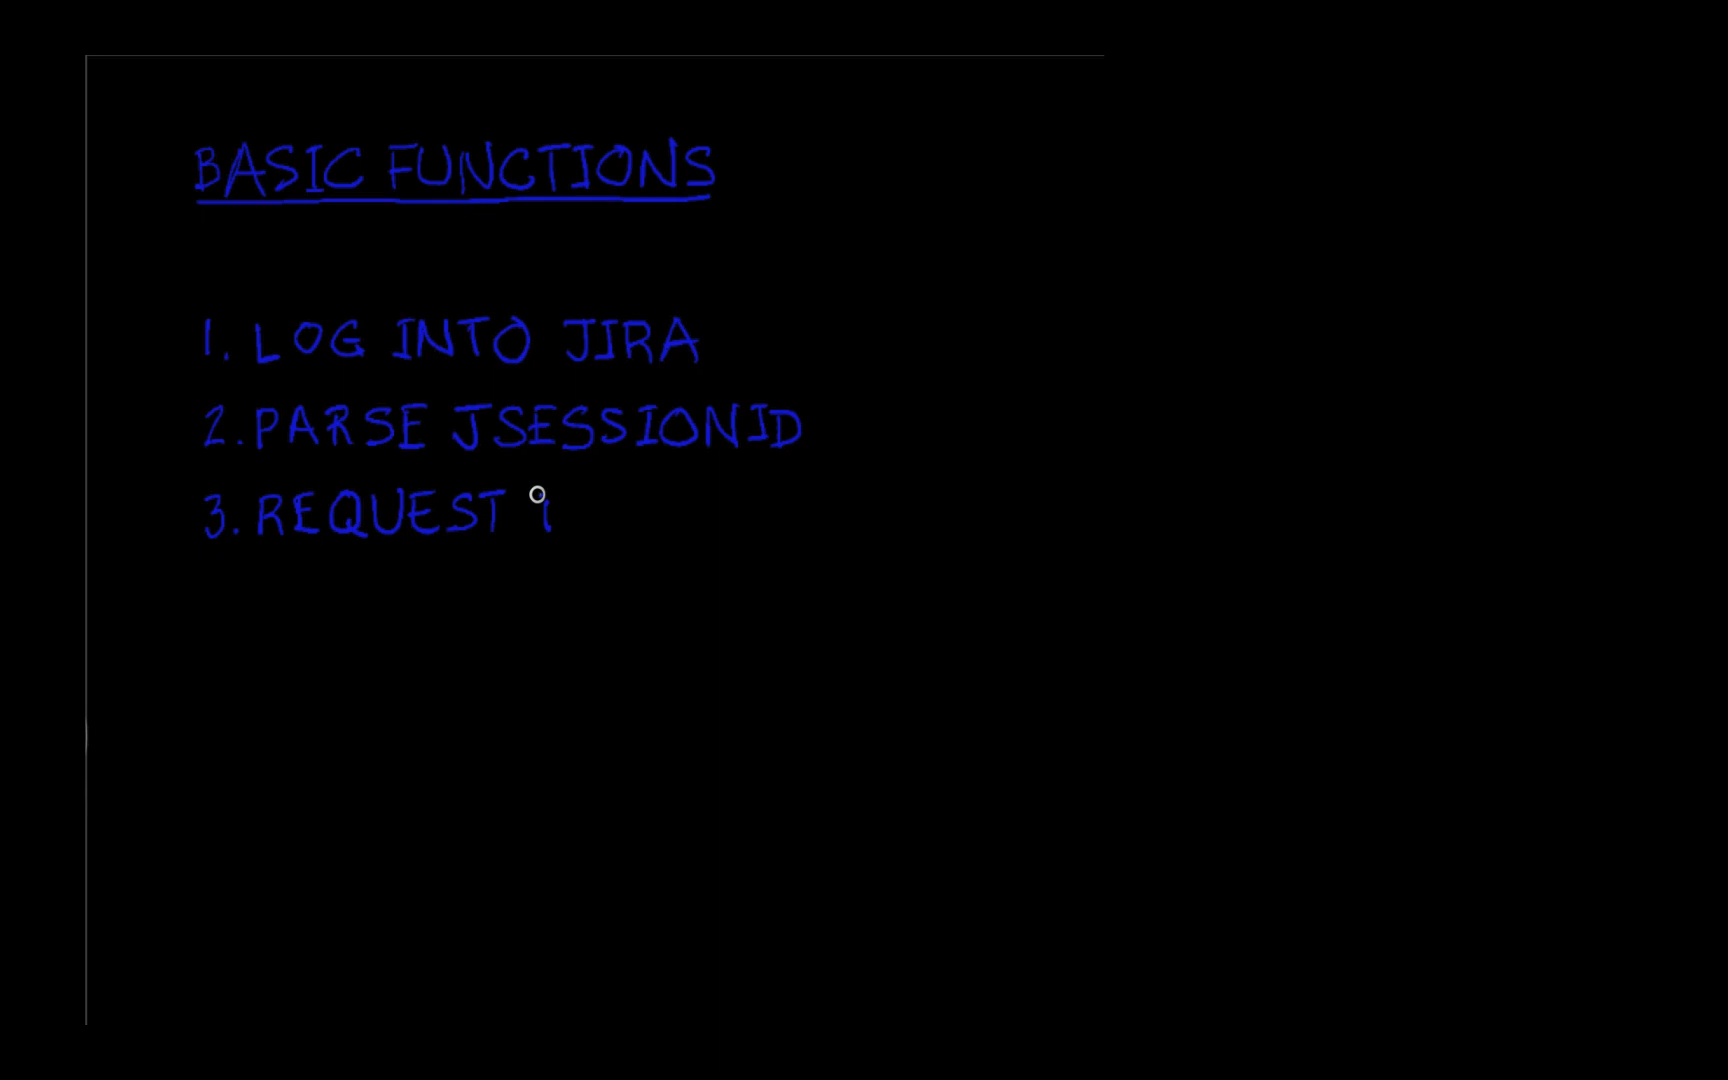 BASIC FUNCTIONS
1. LOG INTO JIRA
2. PARSE JSESSIONID
3. REQUEST